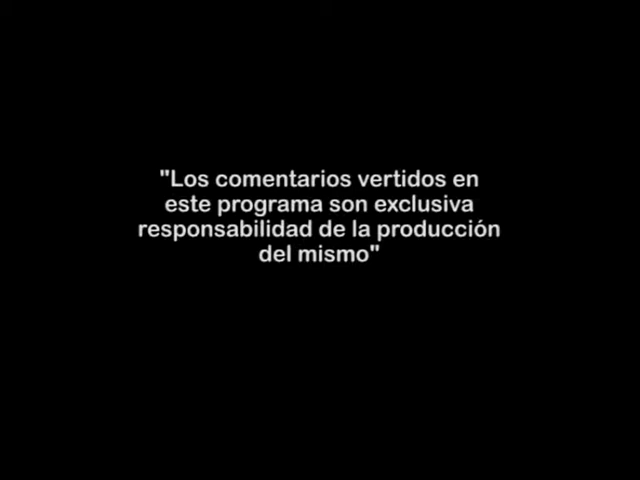 "Los comentarios vertidos en
este programa son exclusiva
responsabilidad de la producción
del mismo"